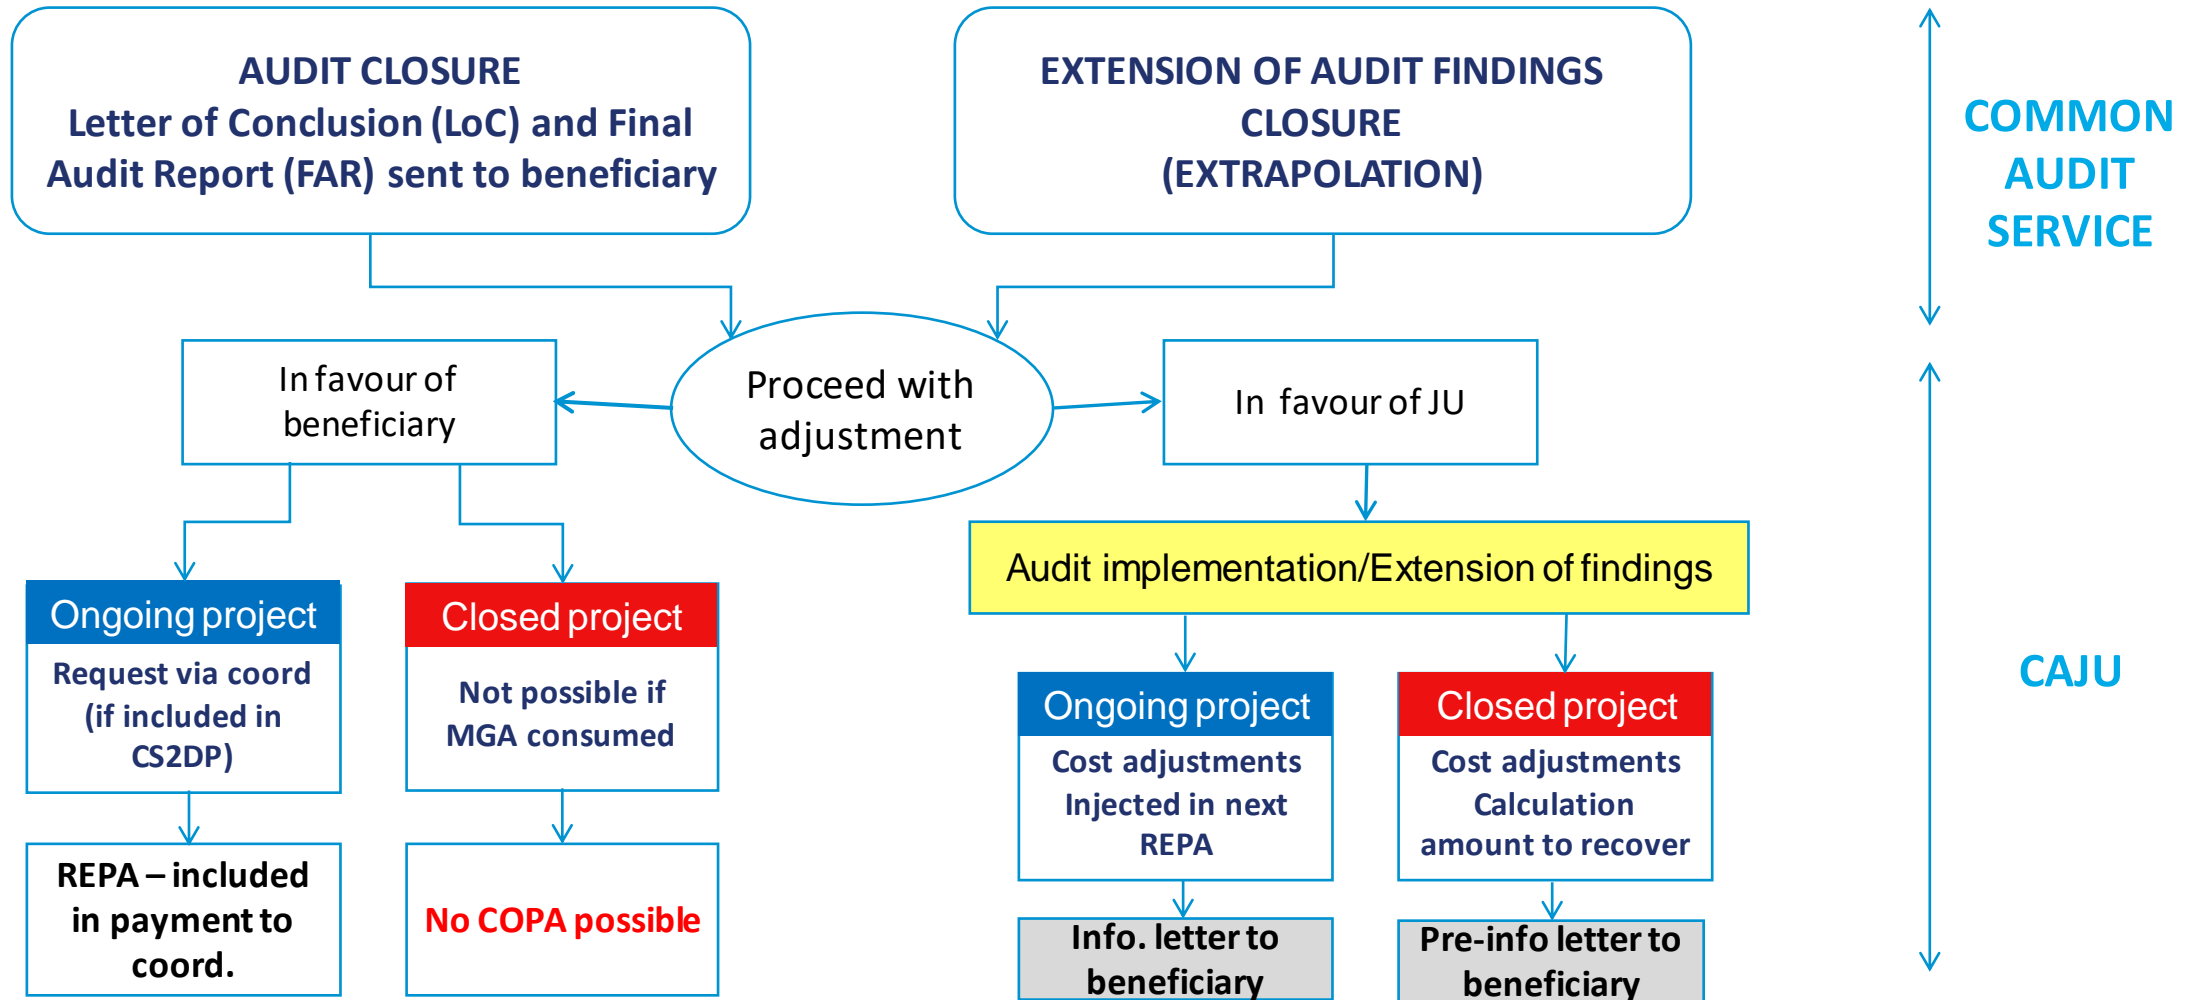 AUDIT CLOSURE
Letter of Conclusion (LoC) and Final
Audit Report (FAR) sent to beneficiary
EXTENSION OF AUDIT FINDINGS
CLOSURE
(EXTRAPOLATION)
COMMON
AUDIT
SERVICE
In favour of
beneficiary
Proceed with
adjustment
In favour of JU
Audit implementation/Extension of findings
Ongoing project
Request via coord
(if included in
CS2DP)
Closed project
Not possible if
MGA consumed
Ongoing project
Cost adjustments
Injected in next
REPA
Closed project
Cost adjustments
Calculation
amount to recover
CAJU
REPA – included
in payment to
coord.
No COPA possible
Info. letter to
beneficiary
Pre-info letter to
beneficiary